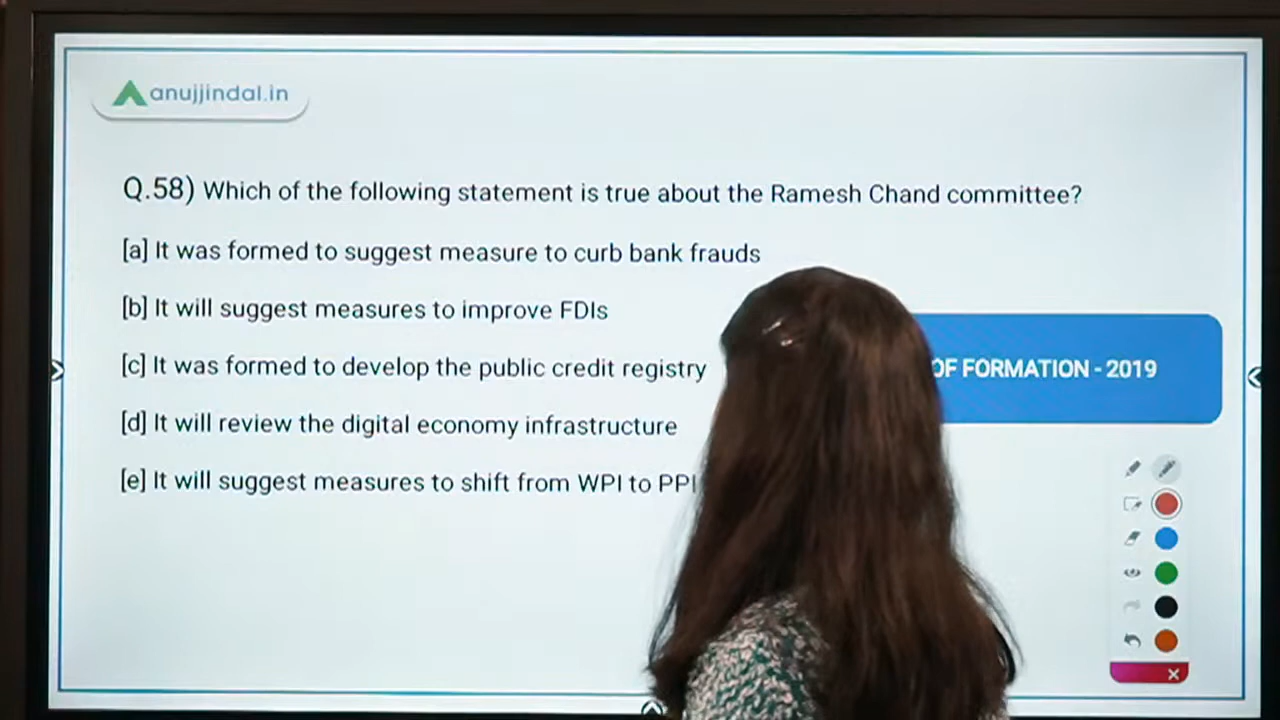 anujjindal.in
Q.58) Which of the following statement is true about the Ramesh Chand committee?
[a] It was formed to suggest measure to curb bank frauds
[b] It will suggest measures to improve FDIs
[c] It was formed to develop the public credit registry
OF FORMATION - 2019
[d] It will review the digital economy infrastructure
[e] It will suggest measures to shift from WPI to PPI